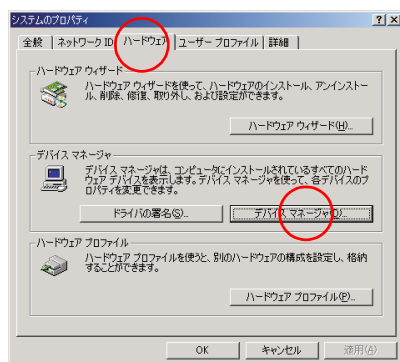 システムのプロパティ
全般 ネットワーク ID ハードウェア ユーザー プロファイル 詳細
ハードウェア ウィザード
ハードウェア ウィザードを使って、ハードウェアのインストール、アンインストー
ル、削除、修復、取り外し、および設定ができます。
ハードウェア ウィザード(H)...
デバイス マネージャ
デバイス マネージャは、コンピュータにインストールされているすべてのハード
ウェア デバイスを表示します。デバイス マネージャを使って、各デバイスのプ
ロパティを変更できます。
ドライバの署名(S)... デバイス マネージャ(D)...
ハードウェア プロファイル
ハードウェア プロファイルを使うと、別のハードウェアの構成を設定し、格納
することができます。
ハードウェア プロファイル(P)...
OK キャンセル 適用(A)